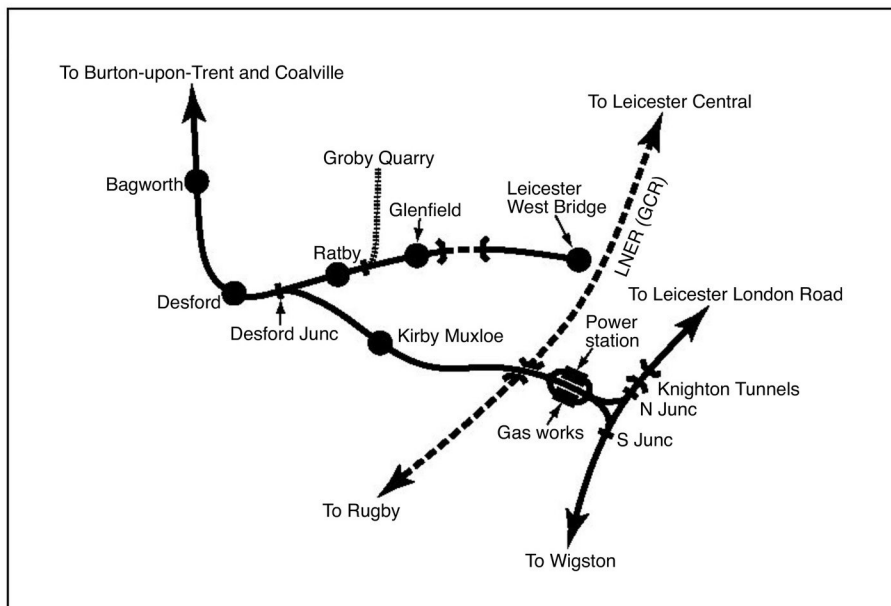 To Burton-upon-Trent and Coalville
To Leicester Central
Groby Quarry
Bagworth
Leicester
West Bridge
Glenfield
LNER (GCR)
Ratby
To Leicester London Road
Desford
Desford Junc
Kirby Muxloe
Power
station
Knighton Tunnels
N Junc
Gas works
S Junc
To Rugby
To Wigston